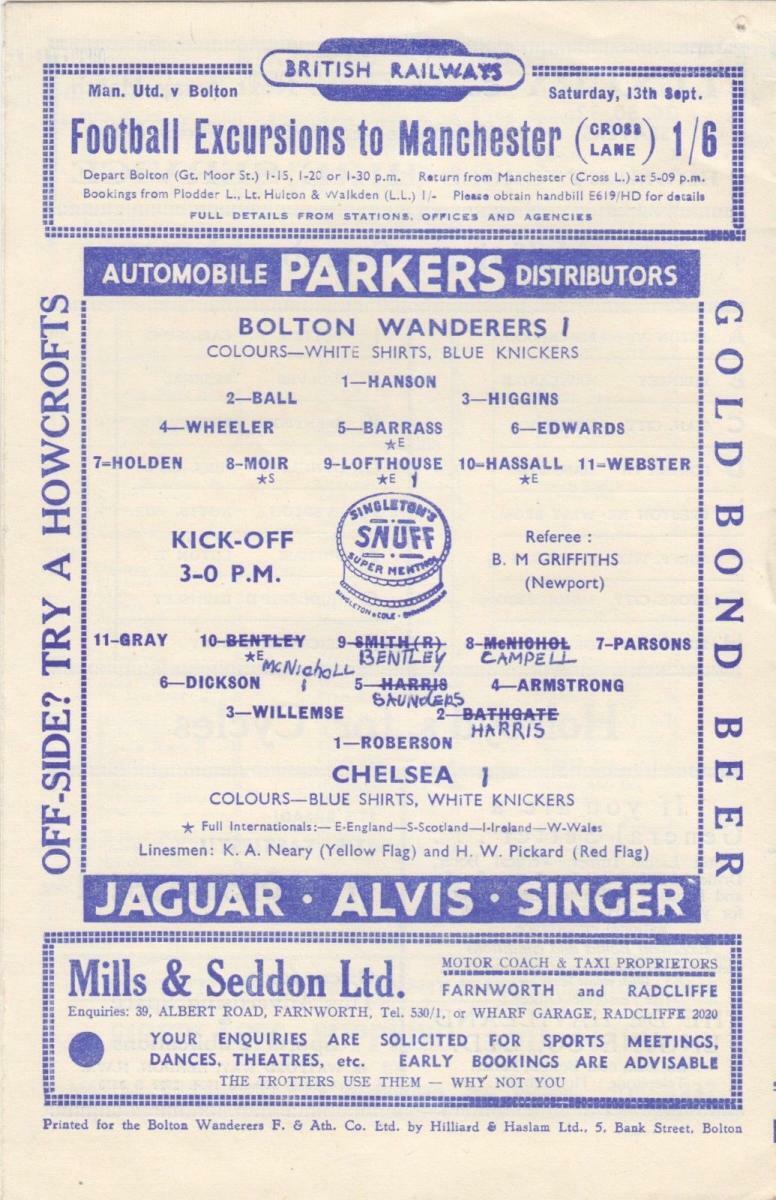 BRITISH RAILWAYS
Man. Utd. v Bolton Saturday, 13th Sept.
Football Excursions to Manchester (CROSS LANE) 1/6
Depart Bolton (Gt. Moor St.) 1-15, 1-20 or 1-30 p.m. Return from Manchester (Cross L.) at 5-09 p.m.
Bookings from Plodder L., Lt. Hulton & Walkden (L.L.) 1/- Please obtain handbill E619/HD for details
FULL DETAILS FROM STATIONS, OFFICES AND AGENCIES
AUTOMOBILE PARKERS DISTRIBUTORS
OFF-SIDE? TRY A HOWCROFTS
GOLD BOND BEER
BOLTON WANDERERS 1
COLOURS—WHITE SHIRTS, BLUE KNICKERS
1—HANSON
2—BALL 3—HIGGINS
4—WHEELER 5—BARRASS 6—EDWARDS
★E
7=HOLDEN 8—MOIR 9—LOFTHOUSE 10=HASSALL 11=WEBSTER
★S ★E 1 ★E
SINGLETON'S
SNUFF
SUPER MENTHOL
SINGLETON & COLE - BIRMINGHAM
KICK-OFF
3-0 P.M.
Referee :
B. M GRIFFITHS
(Newport)
11—GRAY 10—BENTLEY 9—SMITH (R) 8—McNICHOL 7—PARSONS
★E McNicholl BENTLEY CAMPELL
1
6—DICKSON 5—HARRIS 4—ARMSTRONG
SAUNDERS
3—WILLEMSE 2—BATHGATE
HARRIS
1—ROBERSON
CHELSEA 1
COLOURS—BLUE SHIRTS, WHITE KNICKERS
★ Full Internationals:— E-England—S-Scotland—I-Ireland—W-Wales
Linesmen: K. A. Neary (Yellow Flag) and H. W. Pickard (Red Flag)
JAGUAR · ALVIS · SINGER
Mills & Seddon Ltd. MOTOR COACH & TAXI PROPRIETORS
FARNWORTH and RADCLIFFE
Enquiries: 39, ALBERT ROAD, FARNWORTH, Tel. 530/1, or WHARF GARAGE, RADCLIFFE 2020
YOUR ENQUIRIES ARE SOLICITED FOR SPORTS MEETINGS,
DANCES, THEATRES, etc. EARLY BOOKINGS ARE ADVISABLE
THE TROTTERS USE THEM — WHY NOT YOU
Printed for the Bolton Wanderers F. & Ath. Co. Ltd. by Hilliard & Haslam Ltd., 5, Bank Street, Bolton